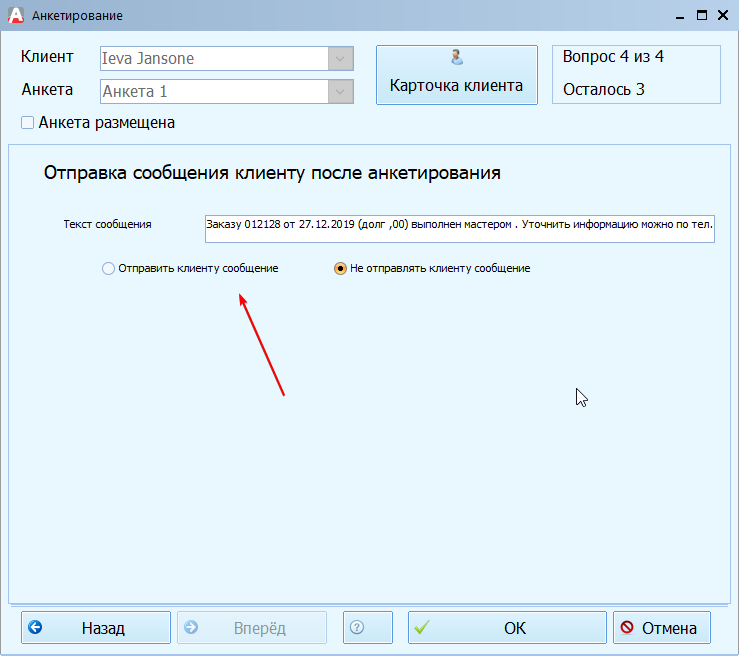 Анкетирование
Клиент Ieva Jansone
Карточка клиента
Вопрос 4 из 4
Анкета Анкета 1
Осталось 3
Анкета размещена
Отправка сообщения клиенту после анкетирования
Текст сообщения Заказу 012128 от 27.12.2019 (долг ,00) выполнен мастером . Уточнить информацию можно по тел.
Отправить клиенту сообщение Не отправлять клиенту сообщение
Назад Вперёд ? ОК Отмена